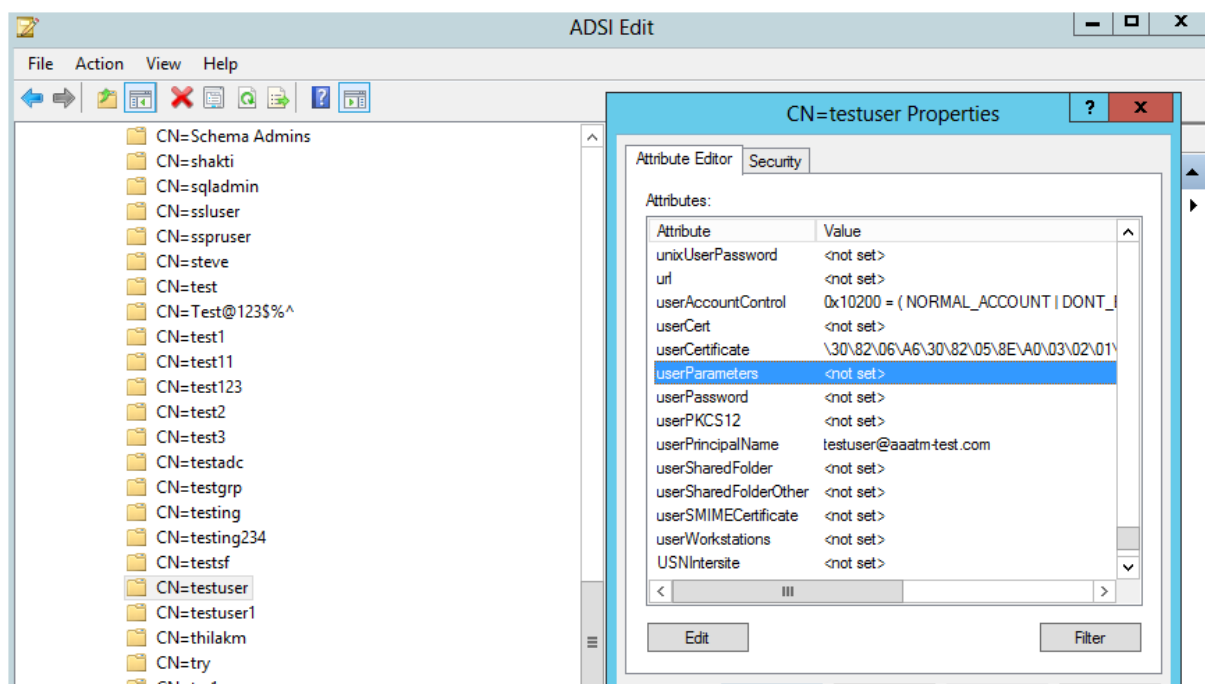 ADSI Edit
File Action View Help
CN=Schema Admins
CN=shakti
CN=sqladmin
CN=ssluser
CN=sspruser
CN=steve
CN=test
CN=Test@123$%^
CN=test1
CN=test11
CN=test123
CN=test2
CN=test3
CN=testadc
CN=testgrp
CN=testing
CN=testing234
CN=testsf
CN=testuser
CN=testuser1
CN=thilakm
CN=try
CN=testuser Properties
Attribute Editor Security
Attributes:
Attribute Value
unixUserPassword <not set>
url <not set>
userAccountControl 0x10200 = ( NORMAL_ACCOUNT | DONT_
userCert <not set>
userCertificate \30\82\06\A6\30\82\05\8E\A0\03\02\01\
userParameters <not set>
userPassword <not set>
userPKCS12 <not set>
userPrincipalName testuser@aaatm-test.com
userSharedFolder <not set>
userSharedFolderOther <not set>
userSMIMECertificate <not set>
userWorkstations <not set>
USNIntersite <not set>
Edit Filter